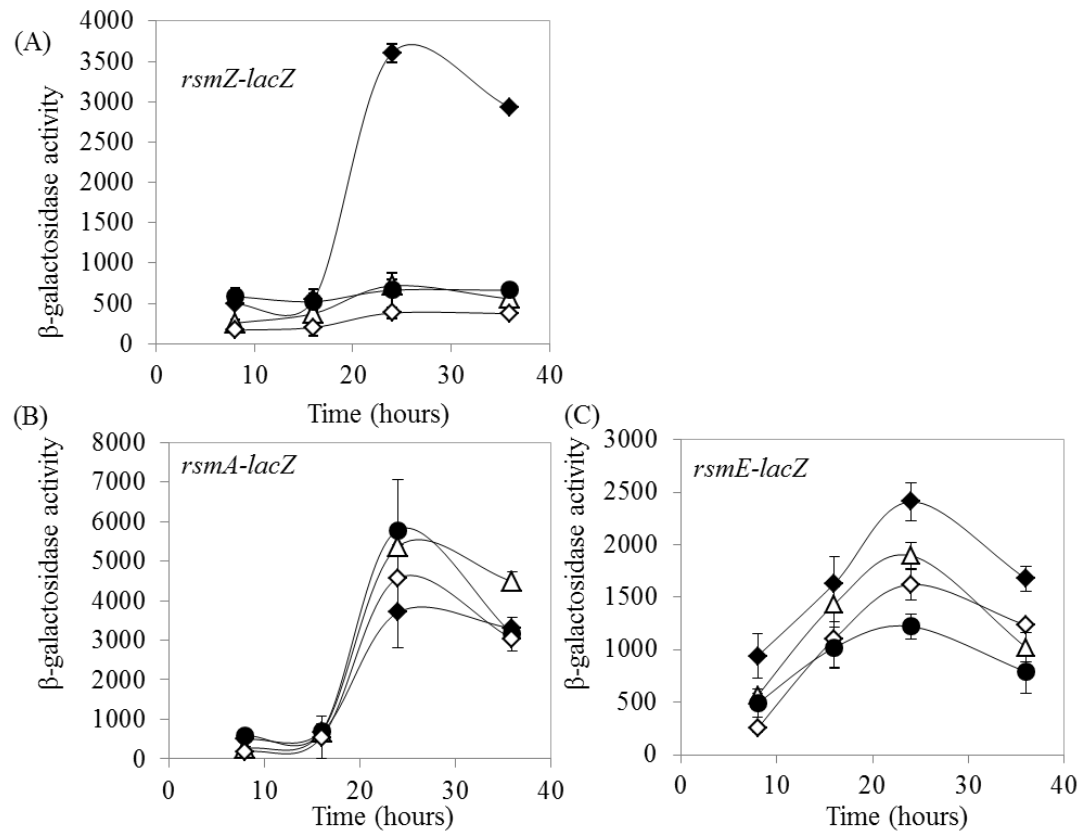 (A)
rsmZ-lacZ
β-galactosidase activity
4000
3500
3000
2500
2000
1500
1000
500
0
0 10 20 30 40
Time (hours)
(B)
rsmA-lacZ
β-galactosidase activity
8000
7000
6000
5000
4000
3000
2000
1000
0
0 10 20 30 40
Time (hours)
(C)
rsmE-lacZ
β-galactosidase activity
3000
2500
2000
1500
1000
500
0
0 10 20 30 40
Time (hours)